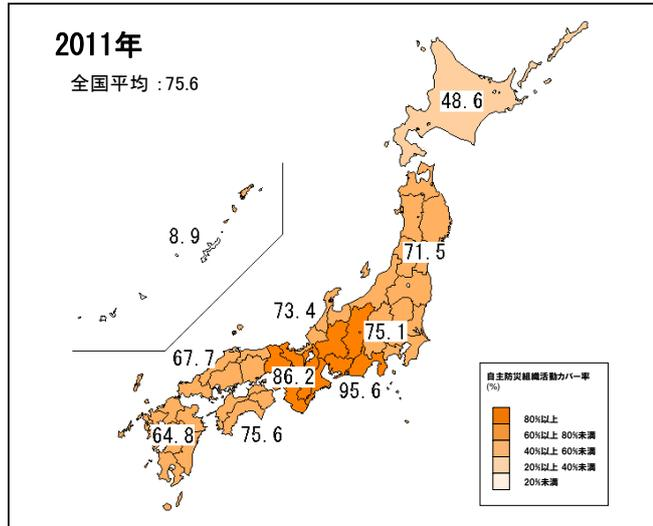 2011年
全国平均 :75.6
48.6
8.9
71.5
73.4
75.1
67.7
86.2
95.6
64.8
75.6
自主防災組織活動カバー率
(%)
80%以上
60%以上 80%未満
40%以上 60%未満
20%以上 40%未満
20%未満